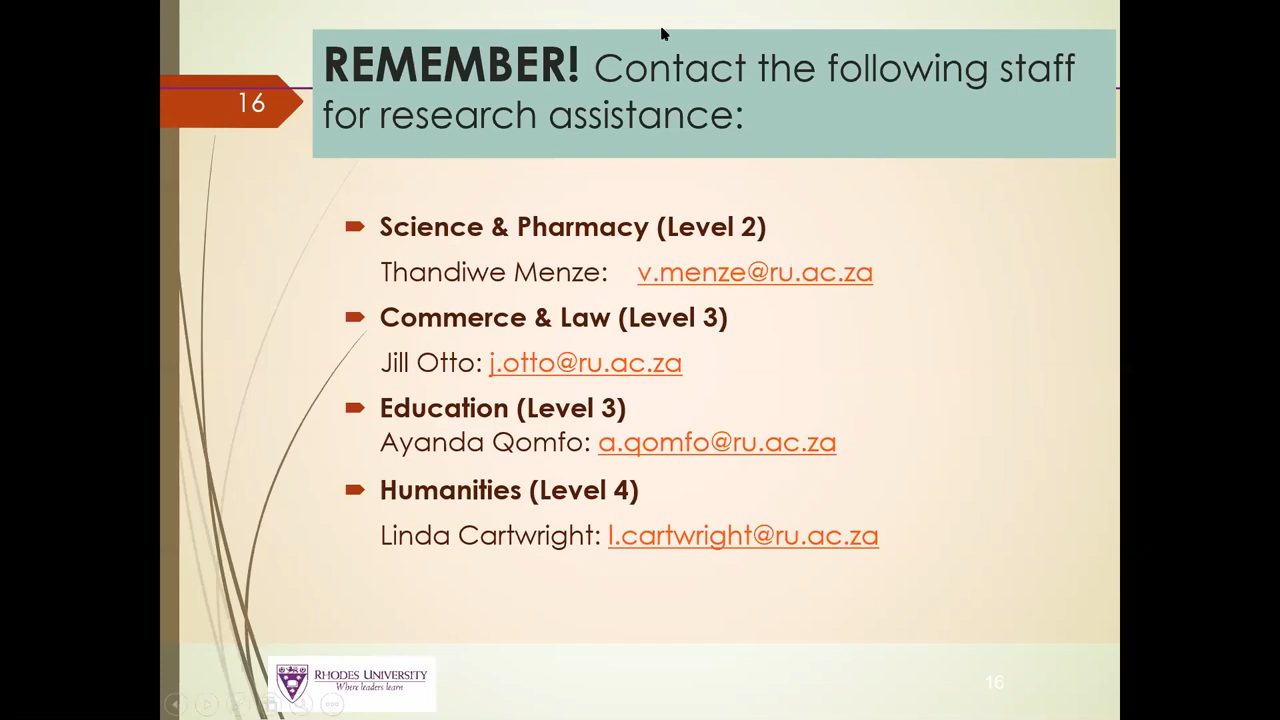 REMEMBER! Contact the following staff
for research assistance:
16
Science & Pharmacy (Level 2)
Thandiwe Menze: v.menze@ru.ac.za
Commerce & Law (Level 3)
Jill Otto: j.otto@ru.ac.za
Education (Level 3)
Ayanda Qomfo: a.qomfo@ru.ac.za
Humanities (Level 4)
Linda Cartwright: l.cartwright@ru.ac.za
RHODES UNIVERSITY
Where leaders learn
16